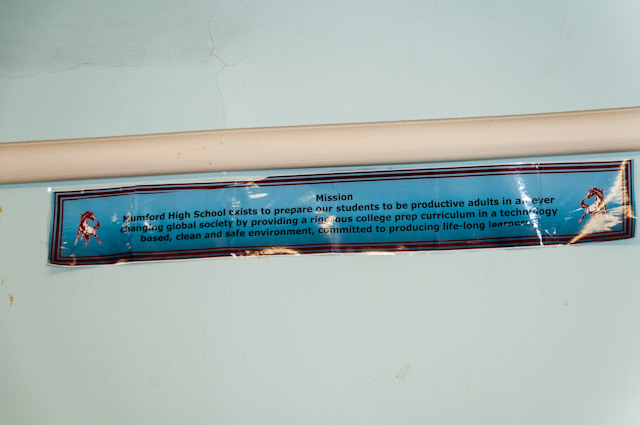 Mission
Mumford High School exists to prepare our students to be productive adults in an ever
changing global society by providing a rigorous college prep curriculum in a technology
based, clean and safe environment, committed to producing life-long learners.